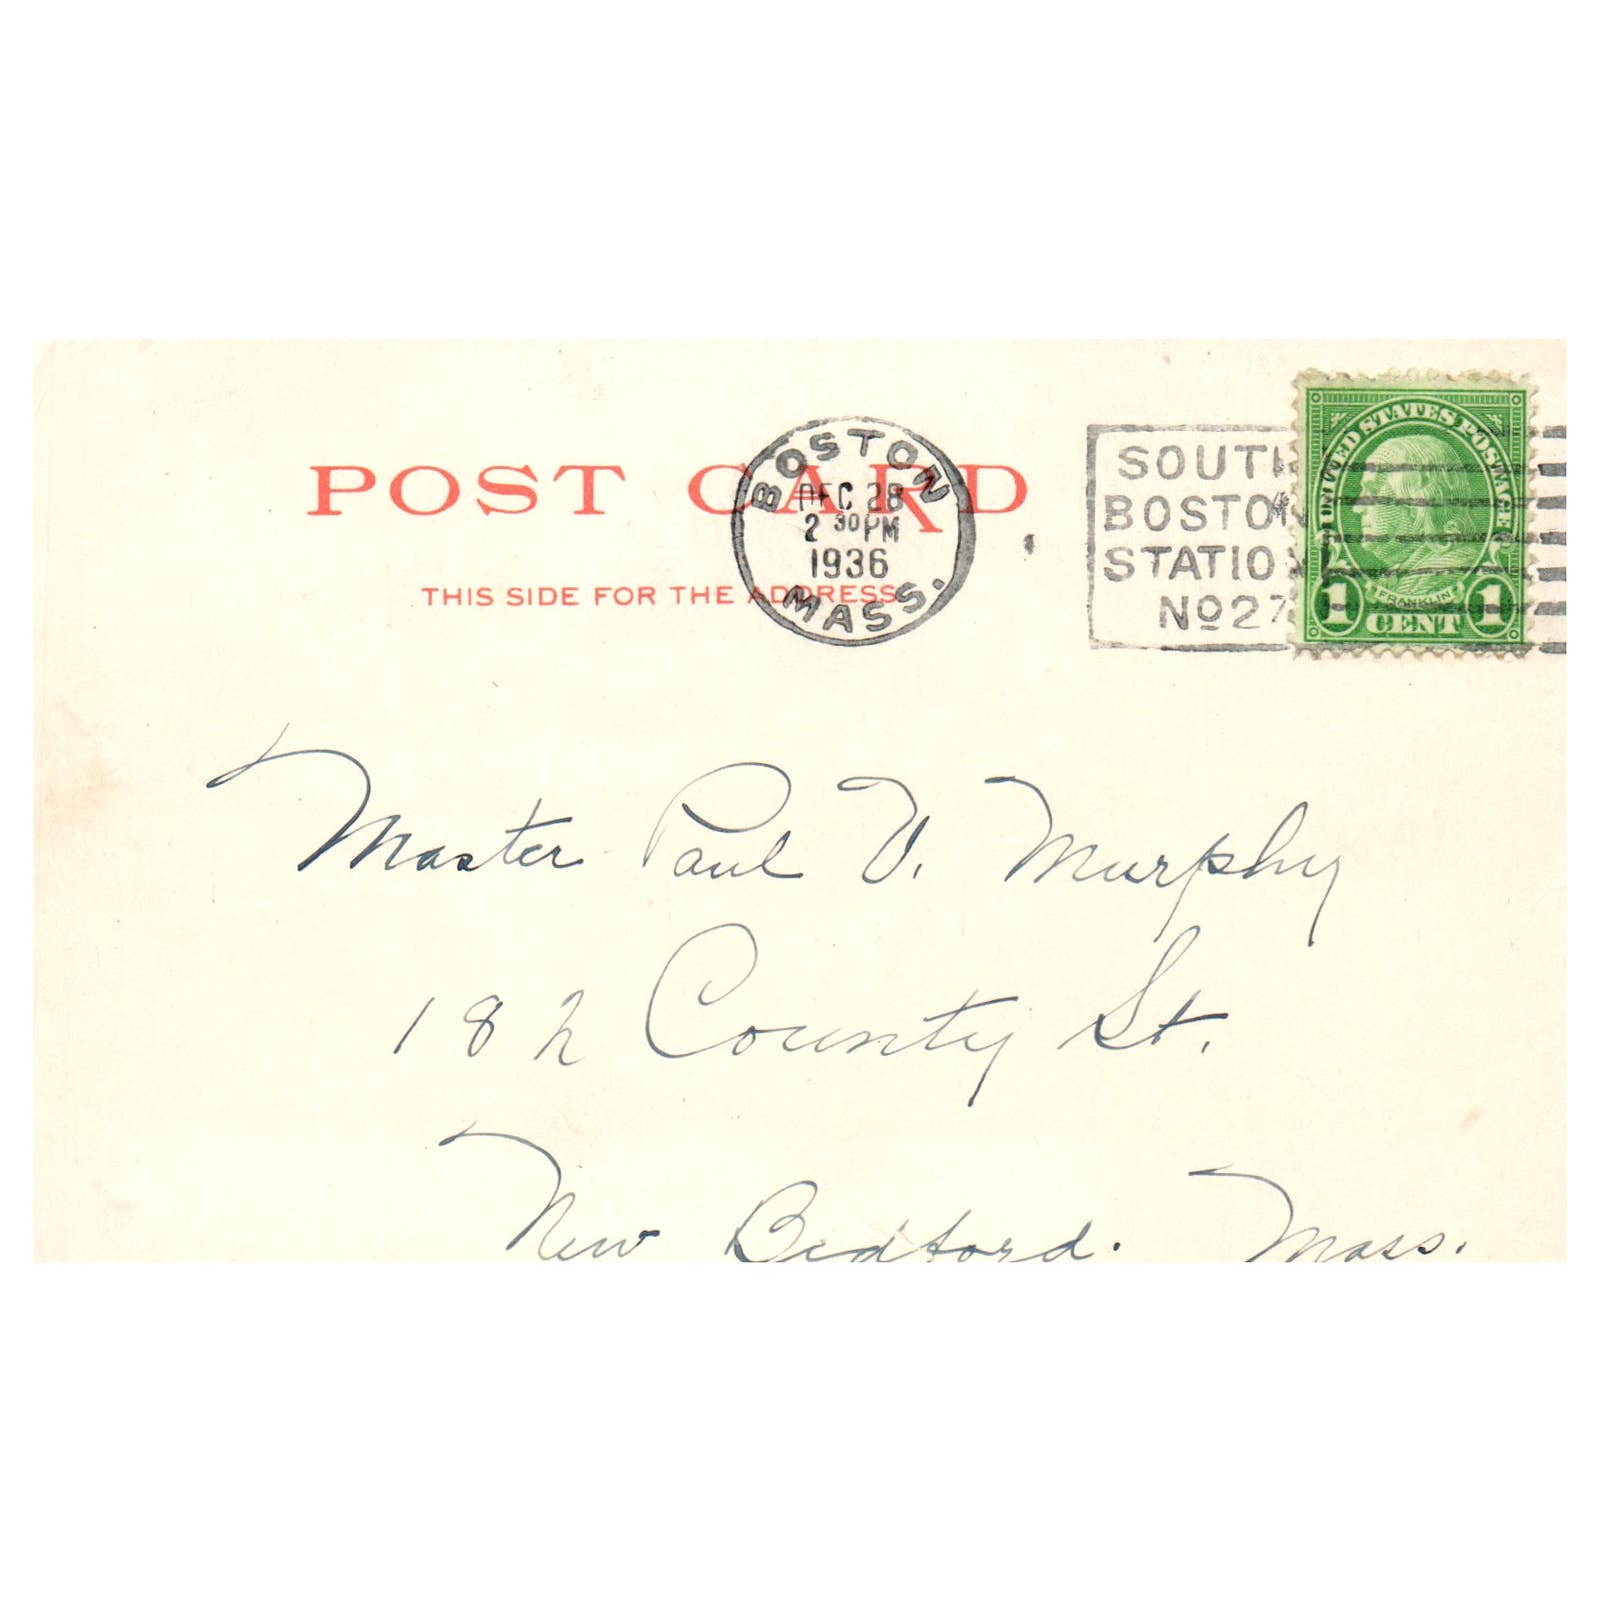 POST CARD
THIS SIDE FOR THE ADDRESS
BOSTON
DEC 28
2 30 PM
1936
MASS.
SOUTH
BOSTON
STATION
No 27
UNITED STATES POSTAGE
FRANKLIN
1 CENT 1
Master Paul V. Murphy
182 County St.
New Bedford. Mass.